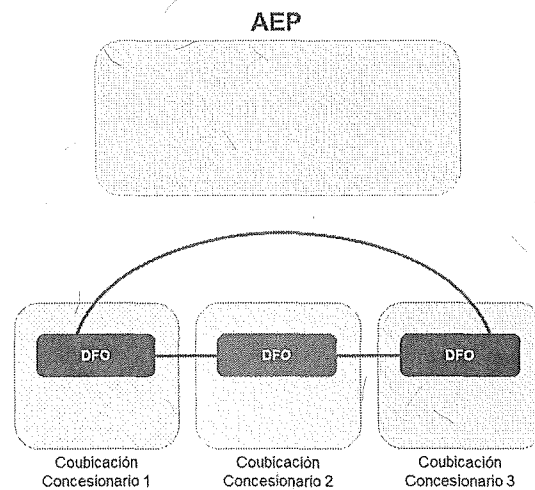 AEP
DFO
DFO
DFO
Coubicación
Concesionario 1
Coubicación
Concesionario 2
Coubicación
Concesionario 3